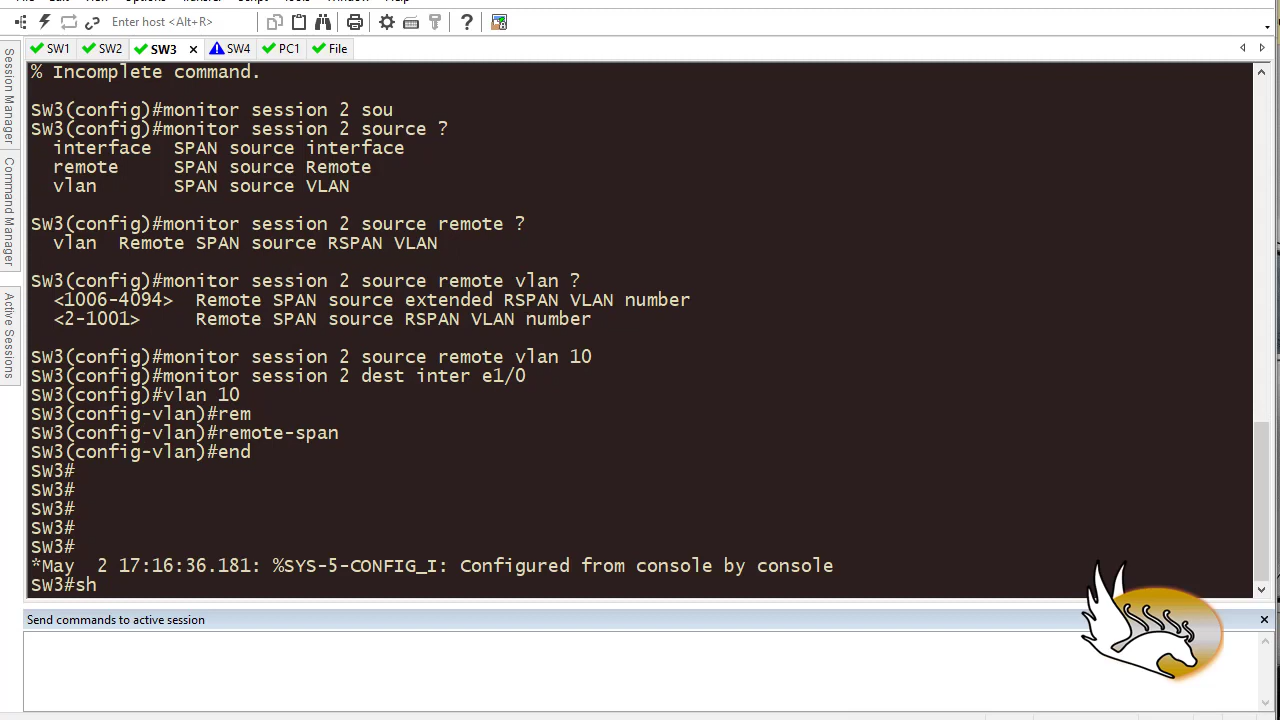 Enter host <Alt+R>
SW1
SW2
SW3
SW4
PC1
File
Session Manager
Command Manager
Active Sessions
% Incomplete command.
SW3(config)#monitor session 2 sou
SW3(config)#monitor session 2 source ?
interface SPAN source interface
remote SPAN source Remote
vlan SPAN source VLAN
SW3(config)#monitor session 2 source remote ?
vlan Remote SPAN source RSPAN VLAN
SW3(config)#monitor session 2 source remote vlan ?
<1006-4094> Remote SPAN source extended RSPAN VLAN number
<2-1001> Remote SPAN source RSPAN VLAN number
SW3(config)#monitor session 2 source remote vlan 10
SW3(config)#monitor session 2 dest inter e1/0
SW3(config)#vlan 10
SW3(config-vlan)#rem
SW3(config-vlan)#remote-span
SW3(config-vlan)#end
SW3#
SW3#
SW3#
SW3#
SW3#
*May 2 17:16:36.181: %SYS-5-CONFIG_I: Configured from console by console
SW3#sh
Send commands to active session